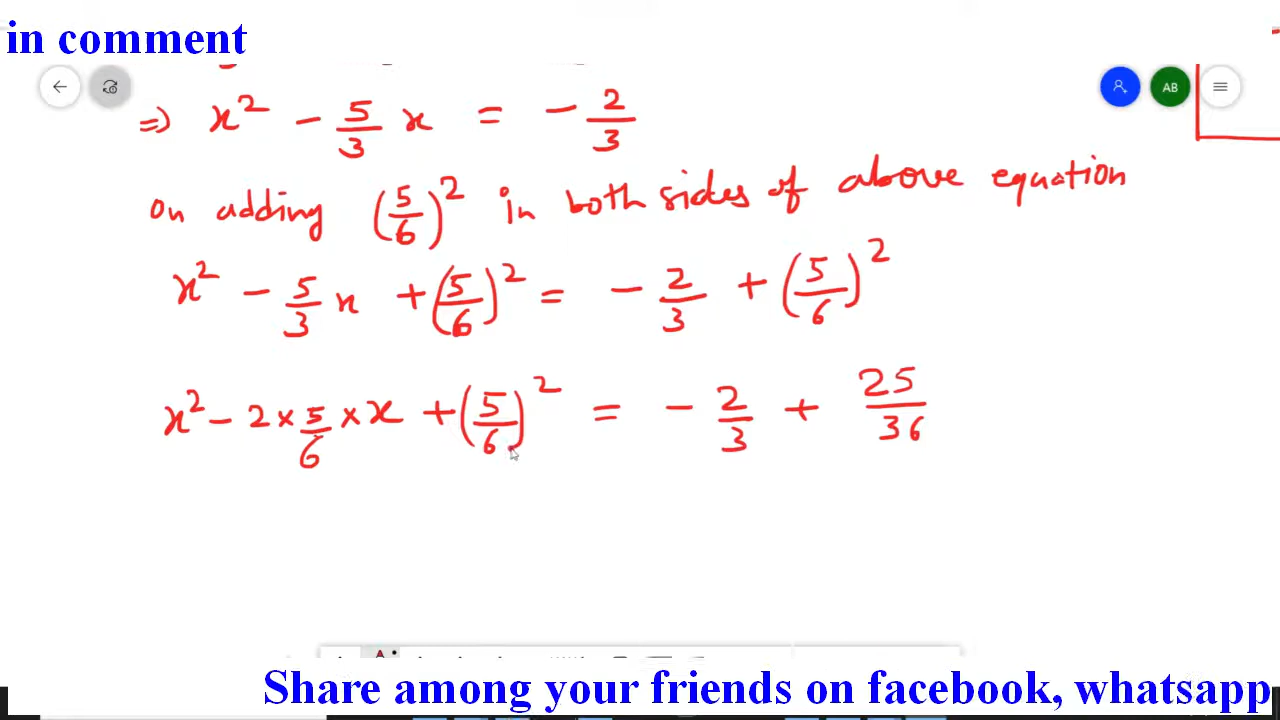 in comment
AB
=) x² - 5/3 x = - 2/3
on adding (5/6)² in both sides of above equation
x² - 5/3 x + (5/6)² = - 2/3 + (5/6)²
x² - 2 × 5/6 × x + (5/6)² = - 2/3 + 25/36
Share among your friends on facebook, whatsapp